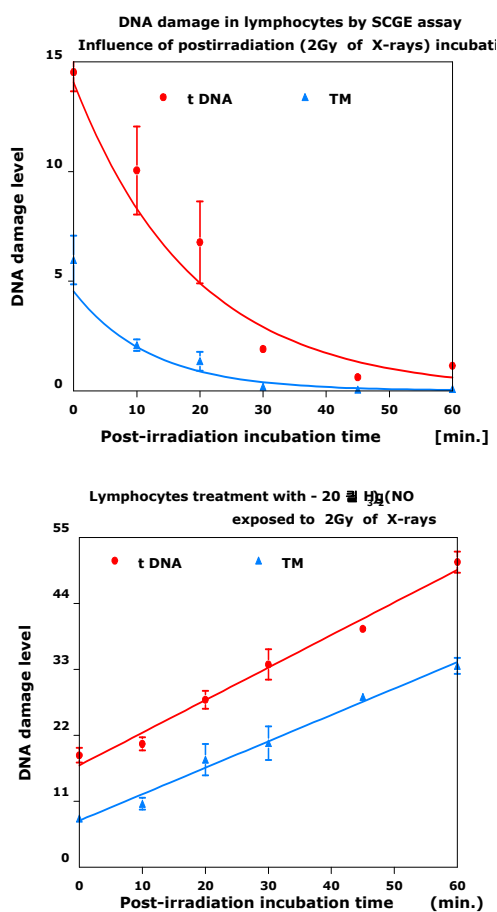 DNA damage in lymphocytes by SCGE assay
Influence of postirradiation (2Gy of X-rays) incubati
15
t DNA
TM
10
5
0
DNA damage level
0 10 20 30 40 50 60
Post-irradiation incubation time [min.]
Lymphocytes treatment with - 20 쿌 Hg(NO
exposed to 2Gy of X-rays
55
t DNA
TM
44
33
22
11
0
DNA damage level
0 10 20 30 40 50 60
Post-irradiation incubation time (min.)